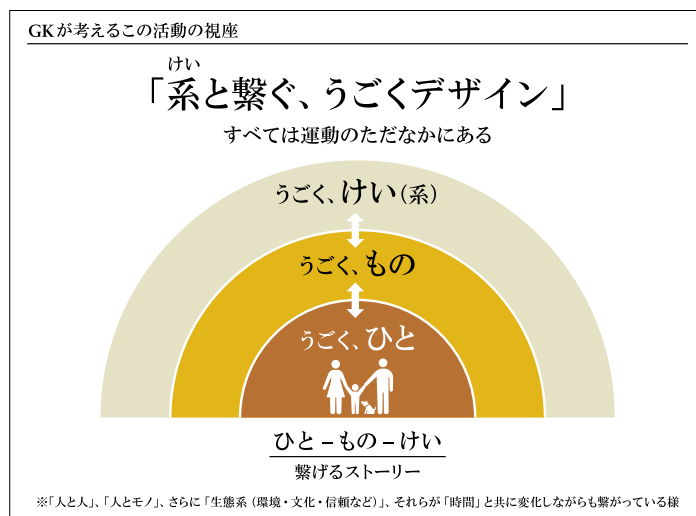 GKが考えるこの活動の視座
けい
「系と繋ぐ、うごくデザイン」
すべては運動のただなかにある
うごく、けい(系)
うごく、もの
うごく、ひと
ひと－もの－けい
繋げるストーリー
※「人と人」、「人とモノ」、さらに「生態系（環境・文化・信頼など）」、それらが「時間」と共に変化しながらも繋がっている様